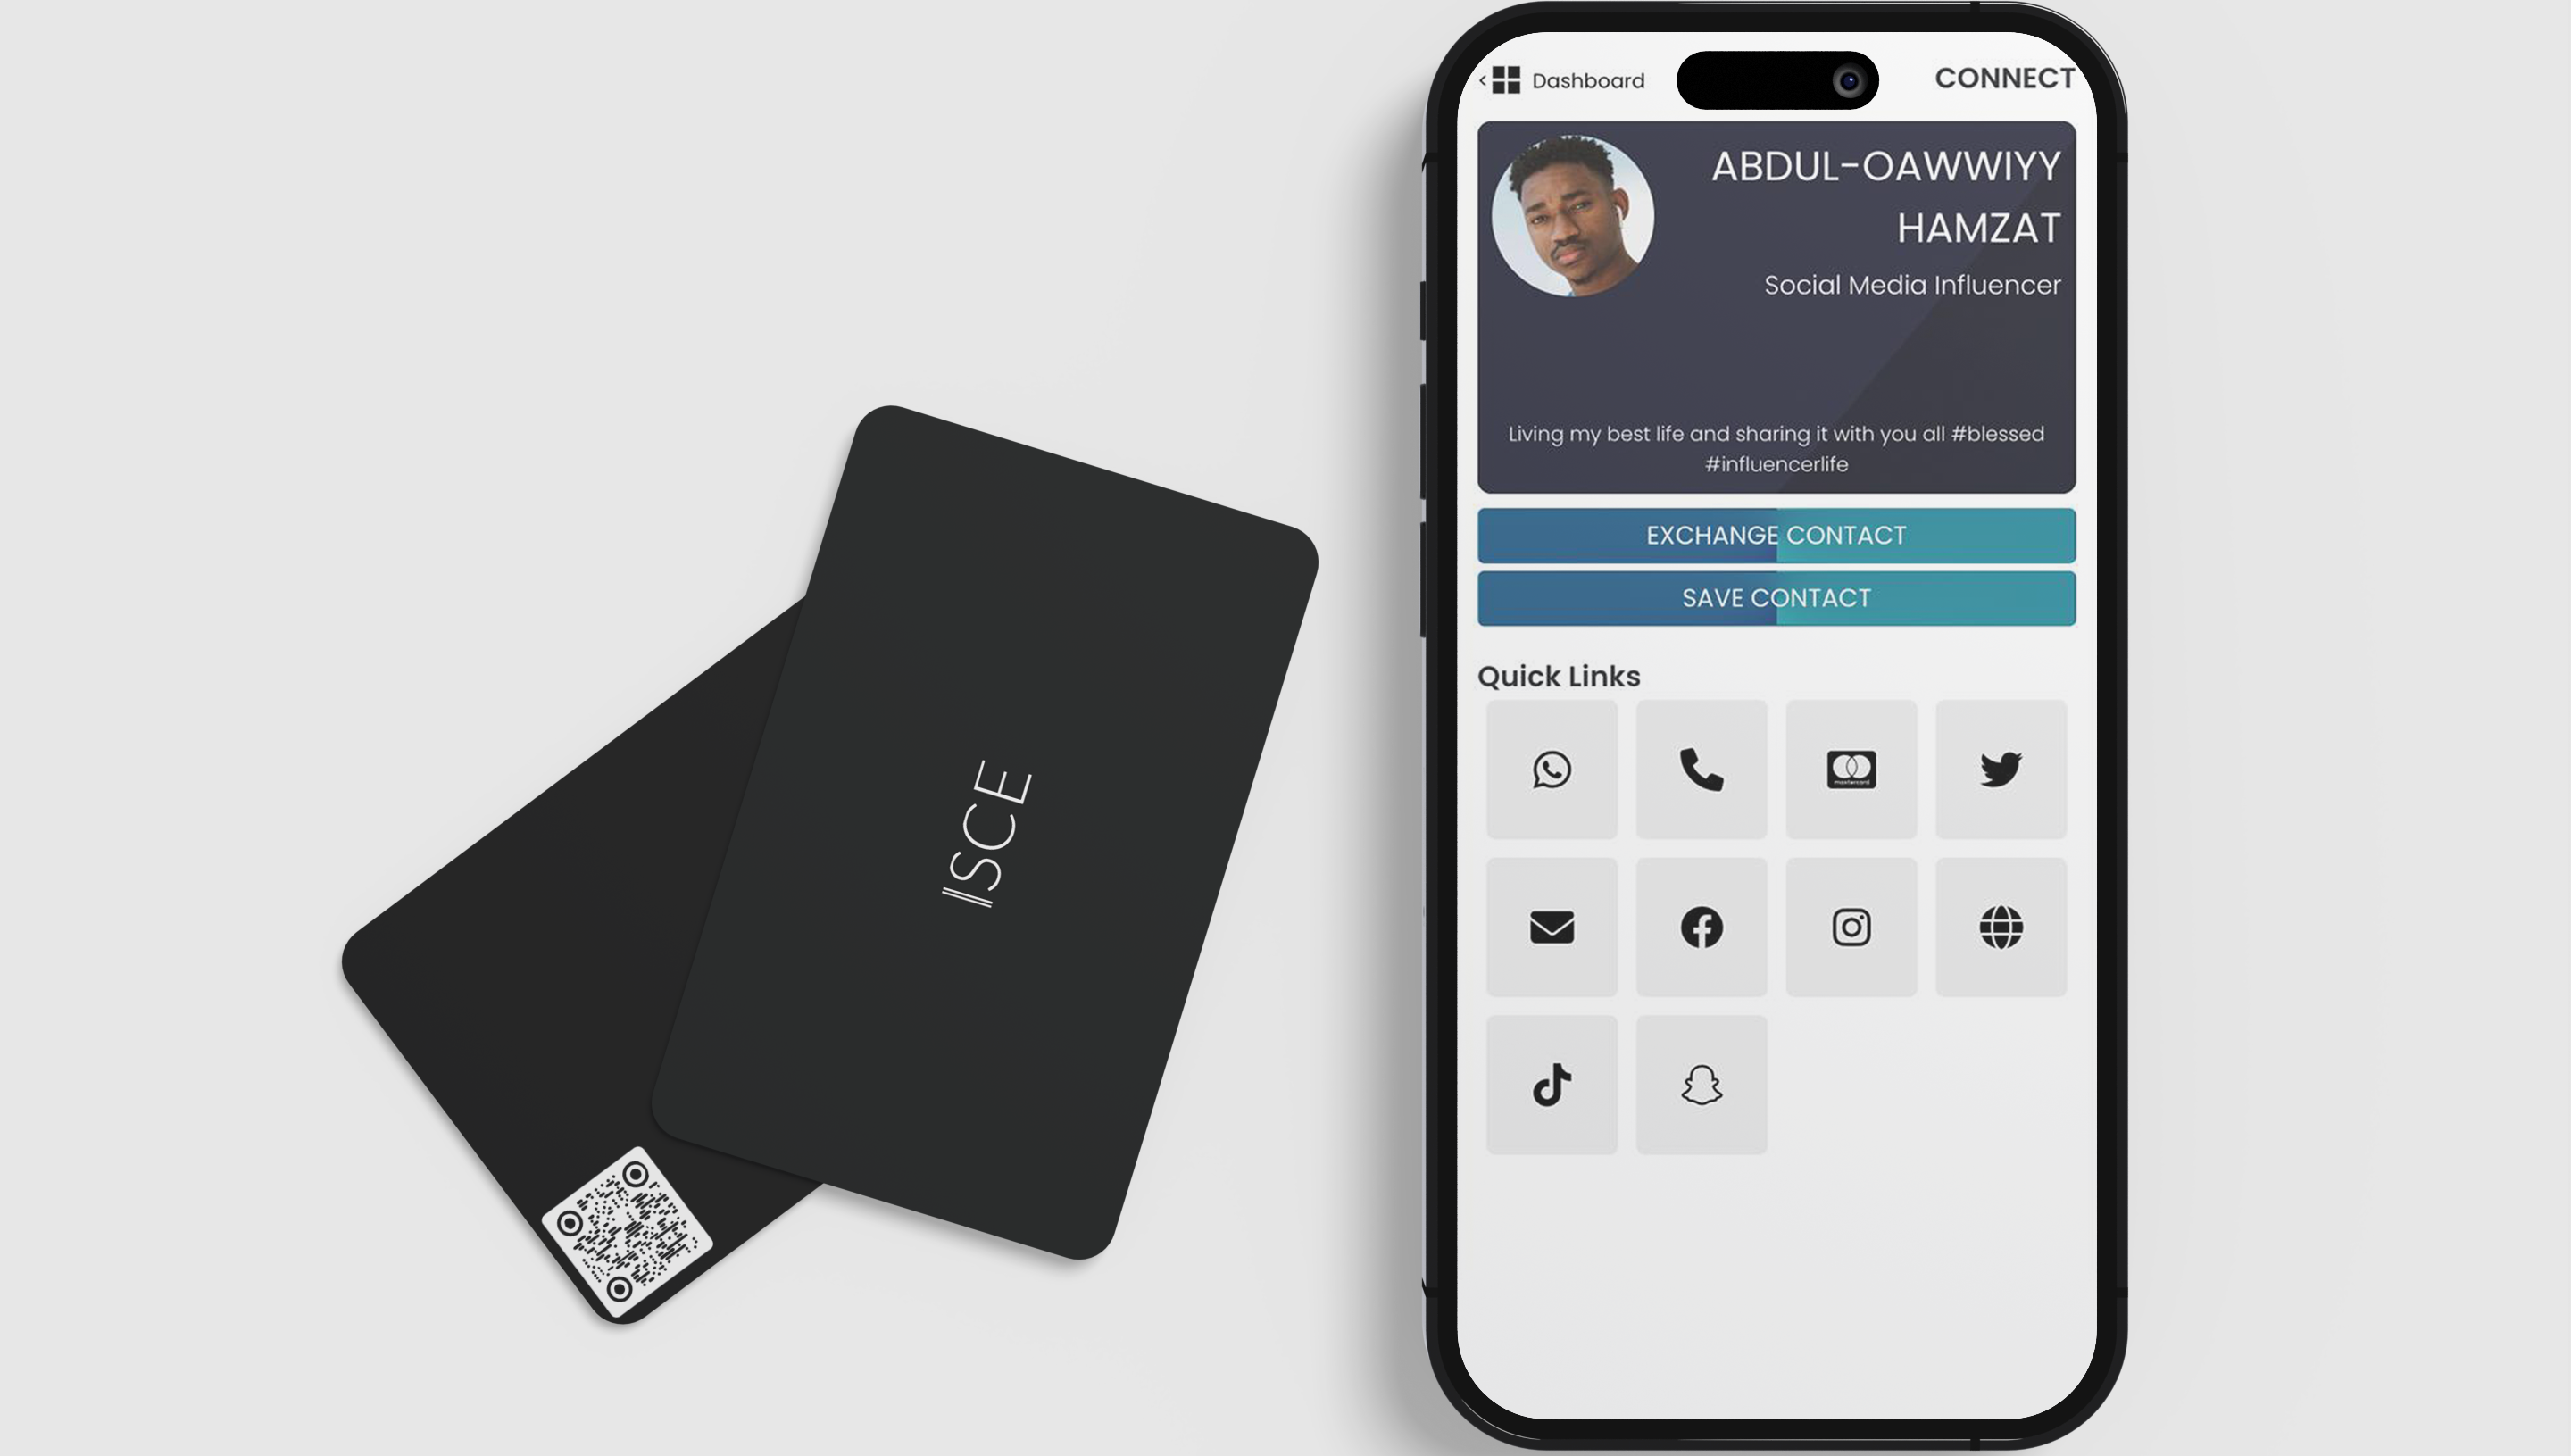 ISCE
Dashboard
CONNECT
ABDUL-OAWWIYY
HAMZAT
Social Media Influencer
Living my best life and sharing it with you all #blessed
#influencerlife
EXCHANGE CONTACT
SAVE CONTACT
Quick Links
mastercard